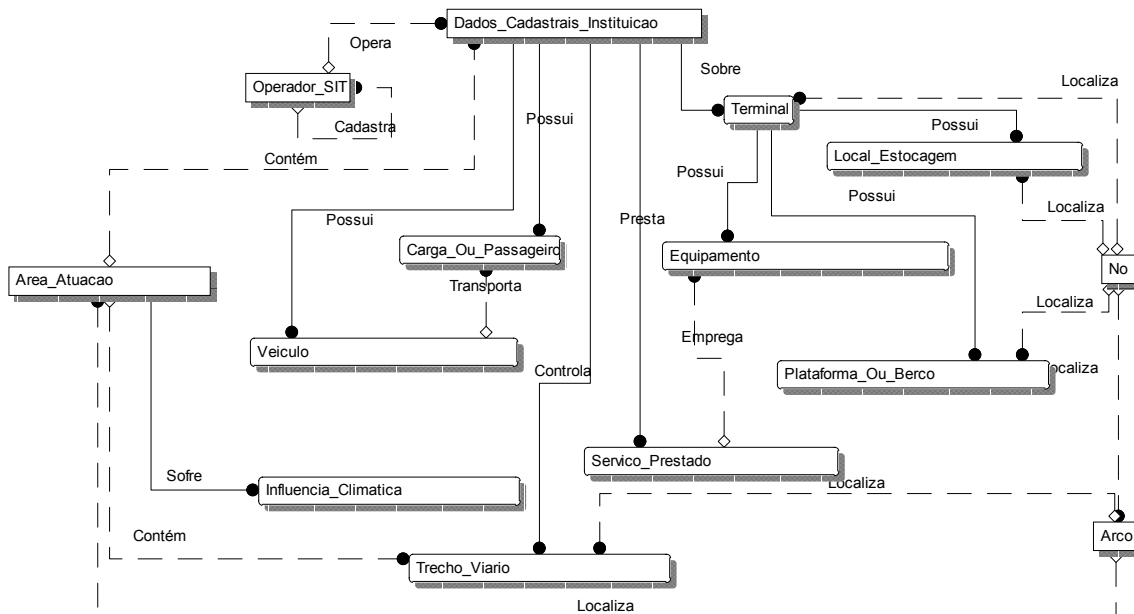 Dados_Cadastrais_Instituicao
Opera
Sobre
Localiza
Operador_SIT
Terminal
Possui
Cadastra
Possui
Contém
Local_Estocagem
Possui
Possui
Localiza
Possui
Presta
Carga_Ou_Passageiro
Equipamento
No
Area_Atuacao
Transporta
Localiza
Emprega
Veiculo
Controla
Plataforma_Ou_Berco
ocaliza
Servico_Prestado
Sofre
Influencia_Climatica
Localiza
Contém
Arco
Trecho_Viario
Localiza